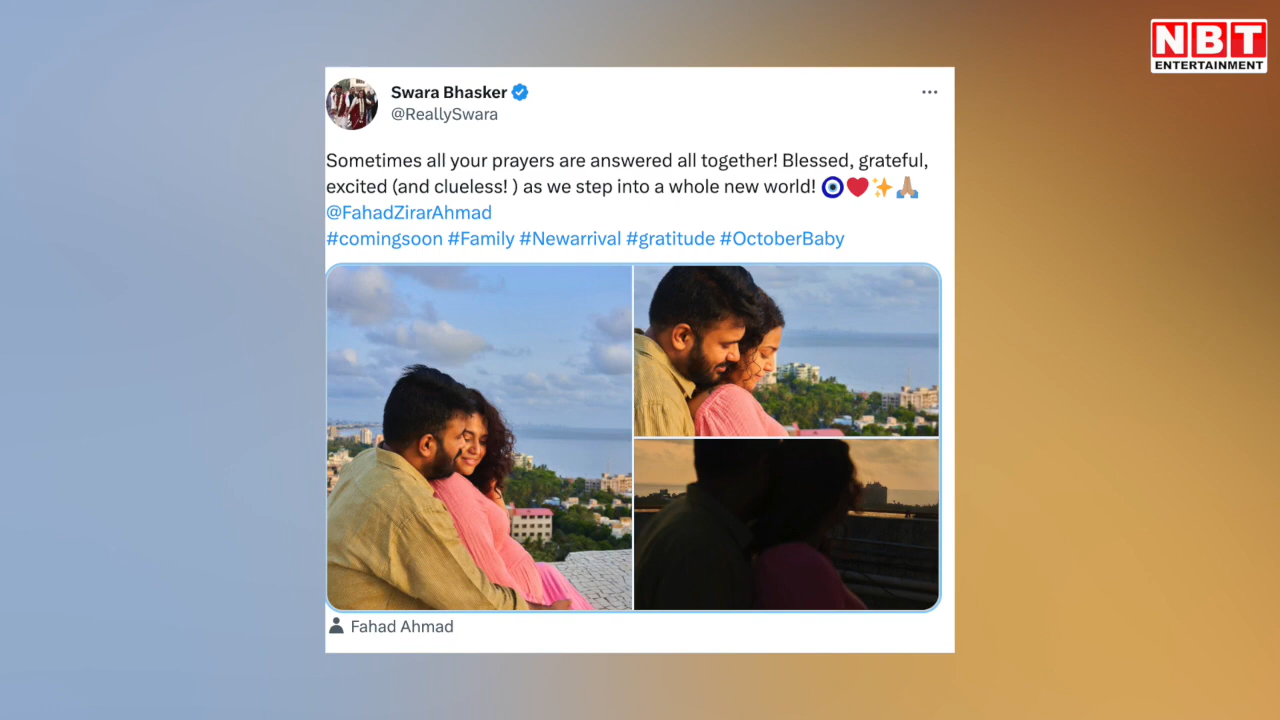 NBT
ENTERTAINMENT
Swara Bhasker
@ReallySwara
Sometimes all your prayers are answered all together! Blessed, grateful,
excited (and clueless! ) as we step into a whole new world! 🧿❤️✨🙏🏽
@FahadZirarAhmad
#comingsoon #Family #Newarrival #gratitude #OctoberBaby
Fahad Ahmad